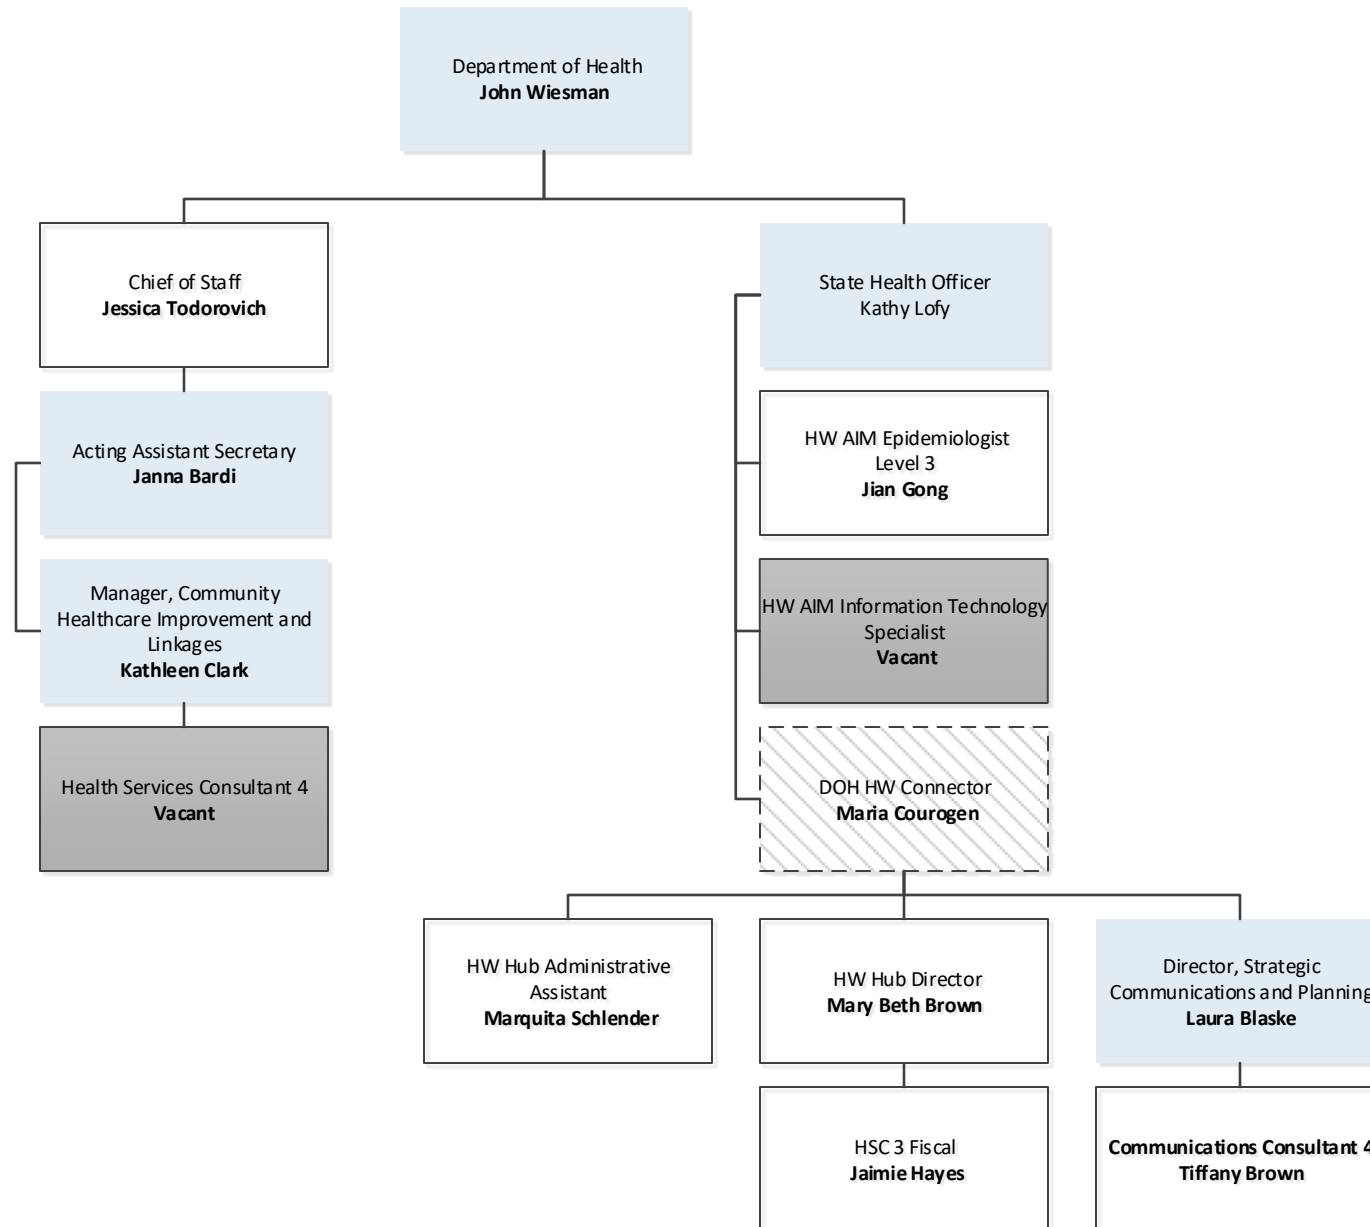 Department of Health
John Wiesman
Chief of Staff
Jessica Todorovich
State Health Officer
Kathy Lofy
Acting Assistant Secretary
Janna Bardi
HW AIM Epidemiologist
Level 3
Jian Gong
Manager, Community
Healthcare Improvement and
Linkages
Kathleen Clark
HW AIM Information Technology
Specialist
Vacant
Health Services Consultant 4
Vacant
DOH HW Connector
Maria Courogen
HW Hub Administrative
Assistant
Marquita Schlender
HW Hub Director
Mary Beth Brown
Director, Strategic
Communications and Planning
Laura Blaske
HSC 3 Fiscal
Jaimie Hayes
Communications Consultant 4
Tiffany Brown